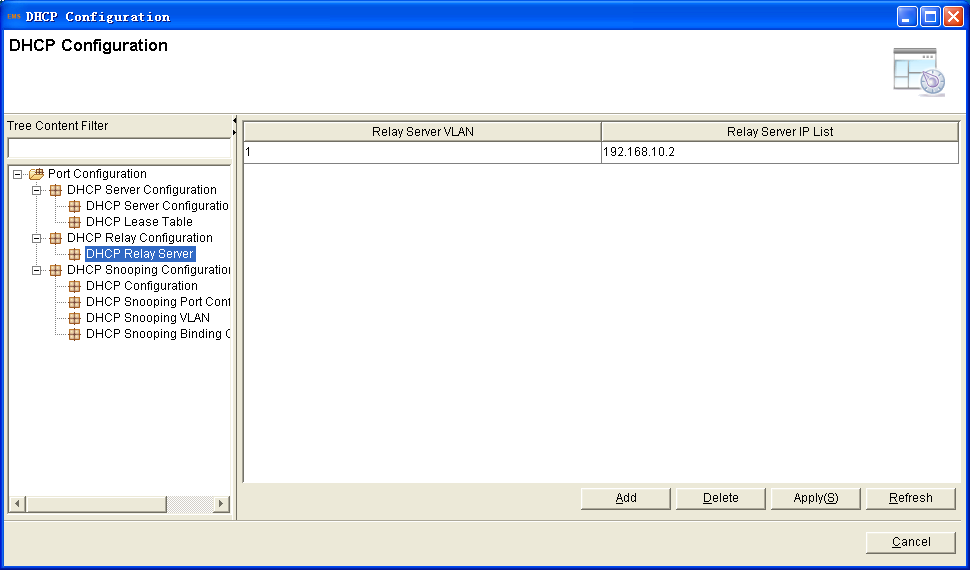 EMS DHCP Configuration
DHCP Configuration
Tree Content Filter
Relay Server VLAN Relay Server IP List
1 192.168.10.2
Port Configuration
DHCP Server Configuration
DHCP Server Configuratio
DHCP Lease Table
DHCP Relay Configuration
DHCP Relay Server
DHCP Snooping Configuration
DHCP Configuration
DHCP Snooping Port Conf
DHCP Snooping VLAN
DHCP Snooping Binding C
Add Delete Apply(S) Refresh
Cancel